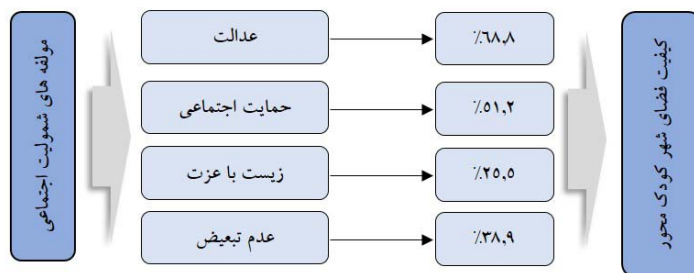 مولفه های شمولیت اجتماعی
عدالت
٪۶۸,۸
حمایت اجتماعی
٪۵۱,۲
زیست با عزت
٪۲۵,۵
عدم تبعیض
٪۳۸,۹
کیفیت فضای شهر کودک محور